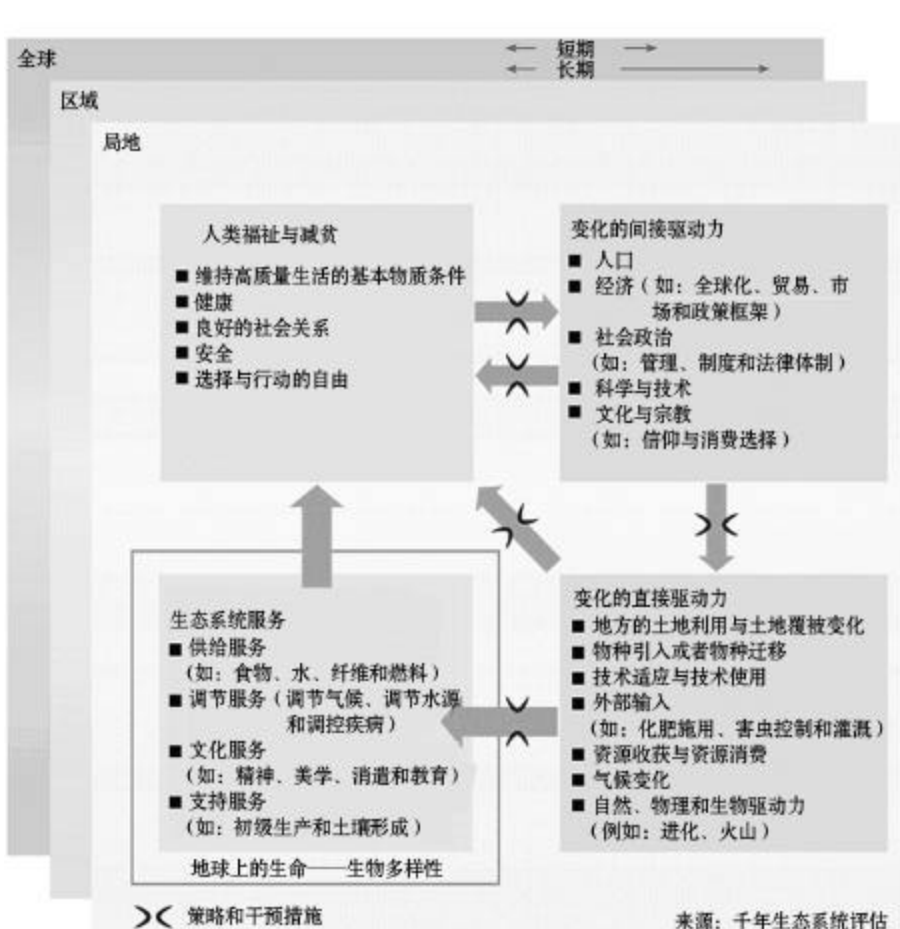 全球
短期
长期
区域
局地
人类福祉与减贫
■ 维持高质量生活的基本物质条件
■ 健康
■ 良好的社会关系
■ 安全
■ 选择与行动的自由
变化的间接驱动力
■ 人口
■ 经济（如：全球化、贸易、市
场和政策框架）
■ 社会政治
（如：管理、制度和法律体制）
■ 科学与技术
■ 文化与宗教
（如：信仰与消费选择）
生态系统服务
■ 供给服务
（如：食物、水、纤维和燃料）
■ 调节服务（调节气候、调节水源
和调控疾病）
■ 文化服务
（如：精神、美学、消遣和教育）
■ 支持服务
（如：初级生产和土壤形成）
地球上的生命——生物多样性
变化的直接驱动力
■ 地方的土地利用与土地覆被变化
■ 物种引入或者物种迁移
■ 技术适应与技术使用
■ 外部输入
（如：化肥施用、害虫控制和灌溉）
■ 资源收获与资源消费
■ 气候变化
■ 自然、物理和生物驱动力
（例如：进化、火山）
策略和干预措施
来源：千年生态系统评估